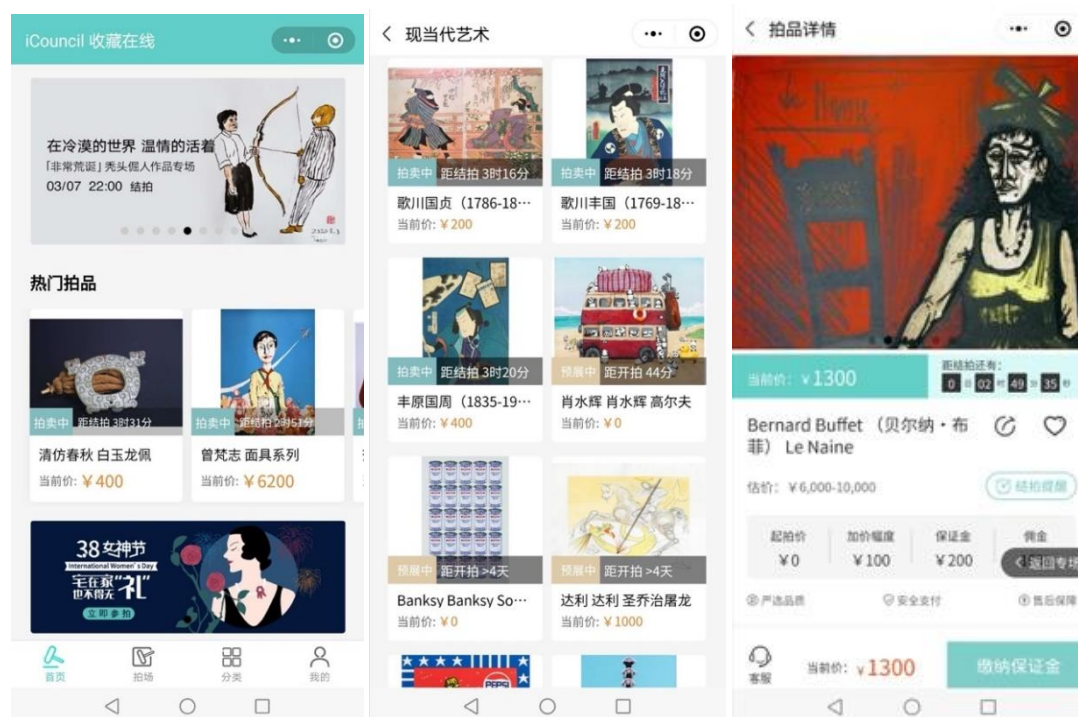 iCouncil 收藏在线
在冷漠的世界 温情的活着
「非常荒诞」秃头倔人作品专场
03/07 22:00 结拍
热门拍品
拍卖中 距结拍 3时31分
清仿春秋 白玉龙佩
当前价: ￥400
拍卖中 距结拍 2时51分
曾梵志 面具系列
当前价: ￥6200
38女神节
International Women's Day
宅在家“礼”
也不得无
立即参拍
首页
拍场
分类
我的
现当代艺术
拍卖中 距结拍 3时16分
歌川国贞（1786-18···
当前价: ￥200
拍卖中 距结拍 3时18分
歌川丰国（1769-18···
当前价: ￥200
拍卖中 距结拍 3时20分
丰原国周（1835-19···
当前价: ￥400
预展中 距开拍 44分
肖水辉 肖水辉 高尔夫
当前价: ￥0
预展中 距开拍 >4天
Banksy Banksy So···
当前价: ￥0
预展中 距开拍 >4天
达利 达利 圣乔治屠龙
当前价: ￥1000
PEPSI
拍品详情
当前价: ￥1300
距结拍还有:
0 日 02 时 49 分 35 秒
Bernard Buffet （贝尔纳·布
菲） Le Naine
估价: ￥6,000-10,000
结拍提醒
起拍价 加价幅度 保证金 佣金
￥0 ￥100 ￥200
返回专场
严选品质 安全支付 售后保障
客服
当前价: ￥1300
缴纳保证金